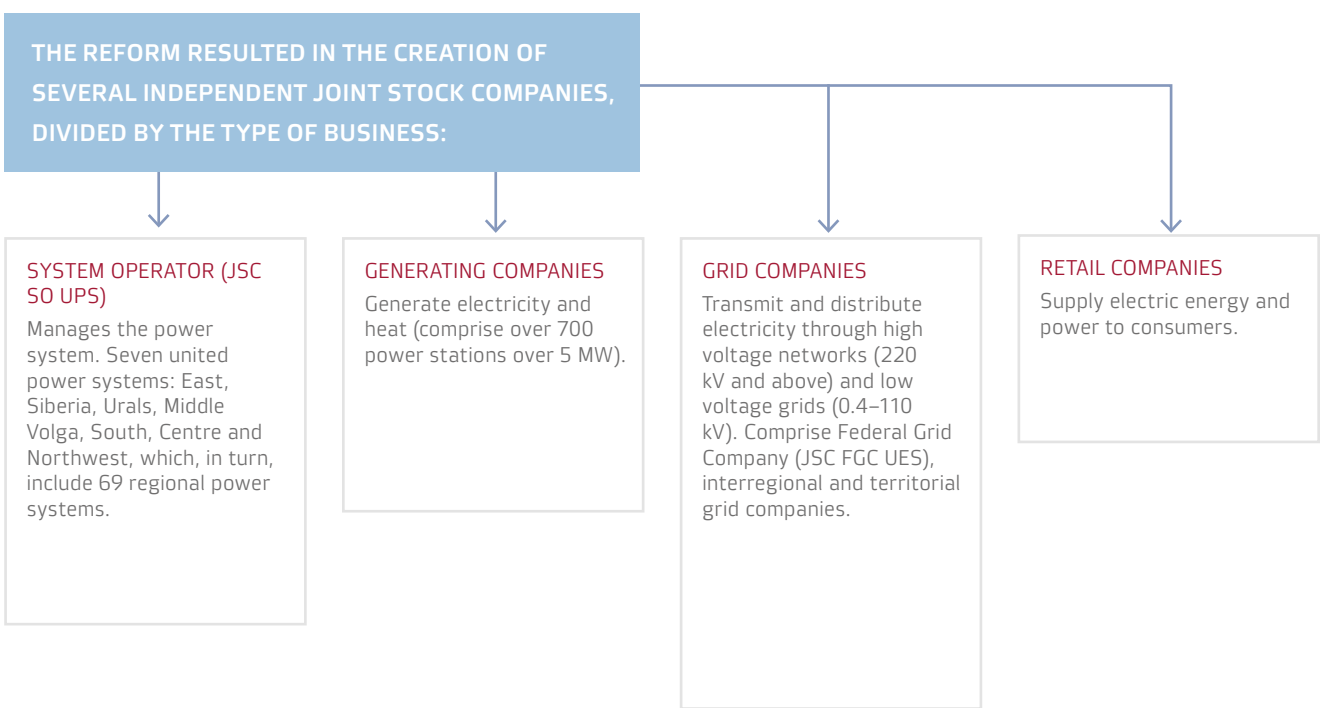 THE REFORM RESULTED IN THE CREATION OF
SEVERAL INDEPENDENT JOINT STOCK COMPANIES,
DIVIDED BY THE TYPE OF BUSINESS:
SYSTEM OPERATOR (JSC
SO UPS)
Manages the power
system. Seven united
power systems: East,
Siberia, Urals, Middle
Volga, South, Centre and
Northwest, which, in turn,
include 69 regional power
systems.
GENERATING COMPANIES
Generate electricity and
heat (comprise over 700
power stations over 5 MW).
GRID COMPANIES
Transmit and distribute
electricity through high
voltage networks (220
kV and above) and low
voltage grids (0.4–110
kV). Comprise Federal Grid
Company (JSC FGC UES),
interregional and territorial
grid companies.
RETAIL COMPANIES
Supply electric energy and
power to consumers.